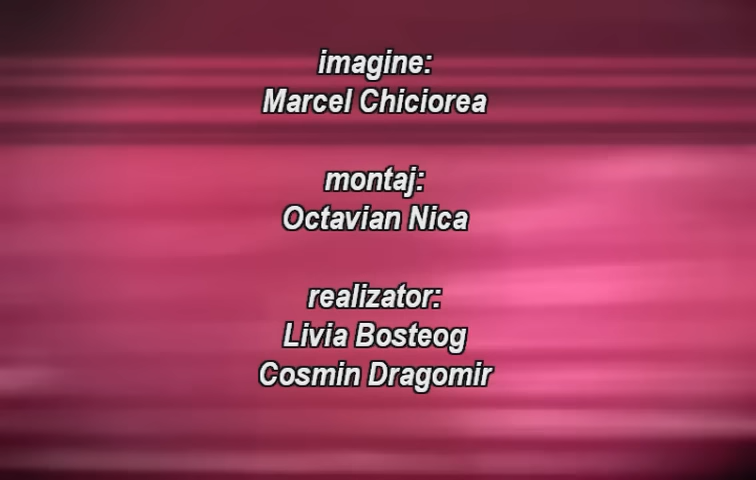 imagine:
Marcel Chiciorea
montaj:
Octavian Nica
realizator:
Livia Bosteog
Cosmin Dragomir